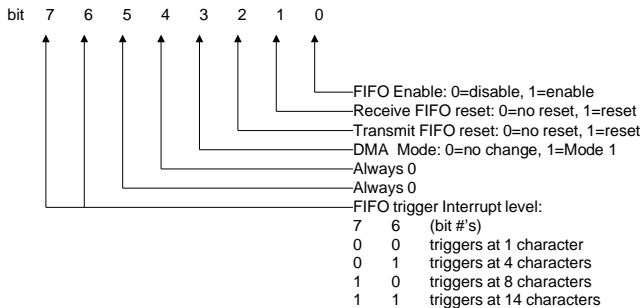 bit 7 6 5 4 3 2 1 0
FIFO Enable: 0=disable, 1=enable
Receive FIFO reset: 0=no reset, 1=reset
Transmit FIFO reset: 0=no reset, 1=reset
DMA Mode: 0=no change, 1=Mode 1
Always 0
Always 0
FIFO trigger Interrupt level:
7 6 (bit #'s)
0 0 triggers at 1 character
0 1 triggers at 4 characters
1 0 triggers at 8 characters
1 1 triggers at 14 characters